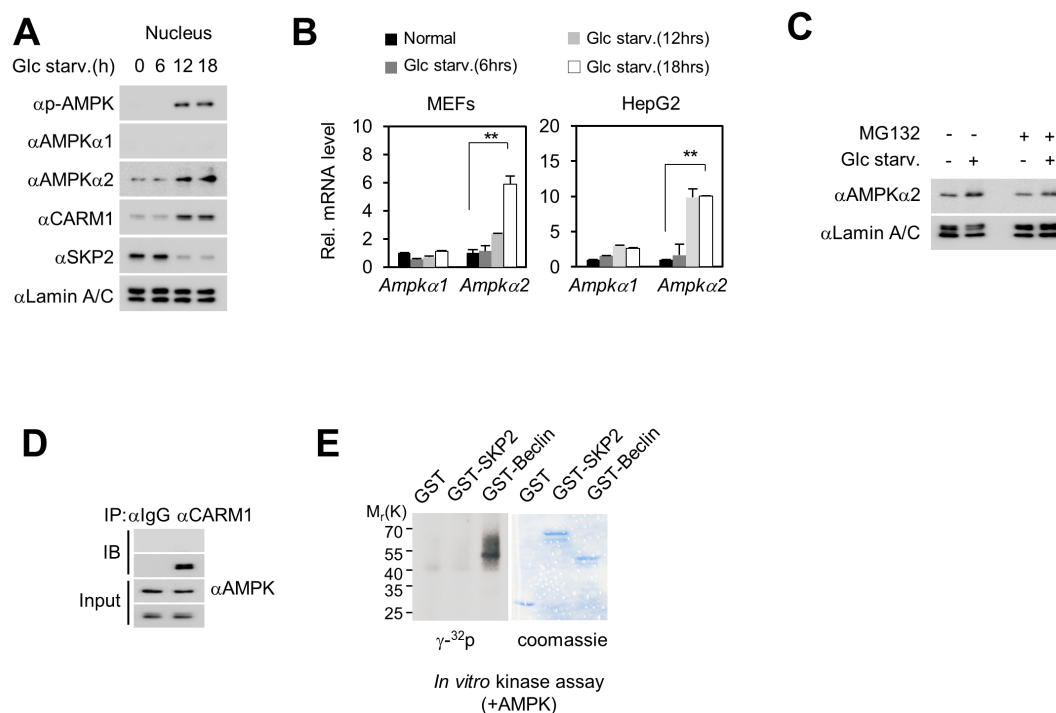 A
Nucleus
Glc starv.(h) 0 6 12 18
αp-AMPK
αAMPKα1
αAMPKα2
αCARM1
αSKP2
αLamin A/C
B
Normal
Glc starv.(6hrs)
Glc starv.(12hrs)
Glc starv.(18hrs)
MEFs
Rel. mRNA level
10
8
6
4
2
0
**
Ampkα1 Ampkα2
HepG2
20
15
10
5
0
**
Ampkα1 Ampkα2
C
MG132 - - + +
Glc starv. - + - +
αAMPKα2
αLamin A/C
D
IP: αIgG αCARM1
IB
Input
αAMPK
E
GST GST-SKP2 GST-Beclin GST GST-SKP2 GST-Beclin
Mr(K)
70
55
40
35
25
γ-³²p coomassie
In vitro kinase assay
(+AMPK)